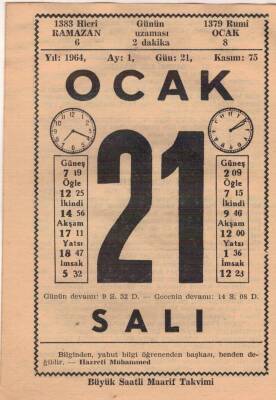 1383 Hicri Günün 1379 Rumi
RAMAZAN uzaması OCAK
6 2 dakika 8
Yıl: 1964, Ay: 1, Gün: 21, Kasım: 75
OCAK
21
Güneş
7 19
Öğle
12 25
İkindi
14 56
Akşam
17 11
Yatsı
18 47
İmsak
5 32
Güneş
2 09
Öğle
7 15
İkindi
9 46
Akşam
12 00
Yatsı
1 36
İmsak
12 23
Günün devamı: 9 S. 52 D. — Gecenin devamı: 14 S. 08 D.
SALI
Bilginden, yahut bilgi öğrenenden başkası, benden de-
ğildir. — Hazreti Muhammed
Büyük Saatli Maarif Takvimi